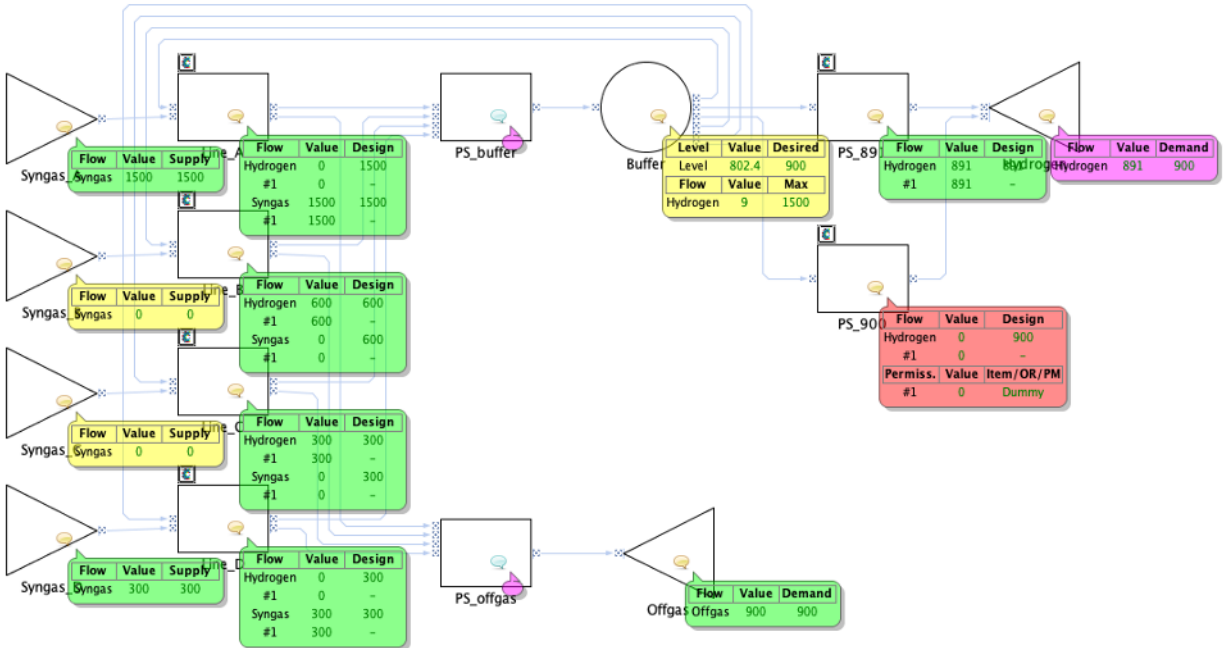 C
C
Syngas_A
Flow Value Supply
Syngas 1500 1500
Line_A
Flow Value Design
Hydrogen 0 1500
#1 0 –
Syngas 1500 1500
#1 1500 –
PS_buffer
Buffer
Level Value Desired
Level 802.4 900
Flow Value Max
Hydrogen 9 1500
PS_891
Flow Value Design
Hydrogen 891 891
#1 891 –
Hydrogen
Flow Value Demand
Hydrogen 891 900
C
C
Flow Value Supply
Syngas 0 0
Line_B
Flow Value Design
Hydrogen 600 600
#1 600 –
Syngas 0 600
#1 0 –
PS_900
Flow Value Design
Hydrogen 0 900
#1 0 –
Permiss. Value Item/OR/PM
#1 0 Dummy
C
Flow Value Supply
Syngas 0 0
Line_C
Flow Value Design
Hydrogen 300 300
#1 300 –
Syngas 0 300
#1 0 –
C
Flow Value Supply
Syngas 300 300
Line_D
Flow Value Design
Hydrogen 0 300
#1 0 –
Syngas 300 300
#1 300 –
PS_offgas
Offgas
Flow Value Demand
Offgas 900 900